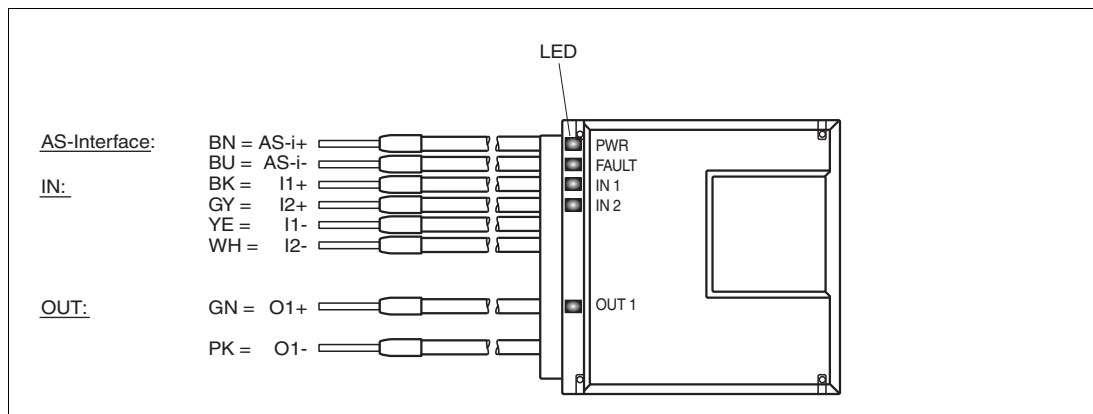 LED
AS-Interface: BN = AS-i+ PWR
BU = AS-i- FAULT
IN: BK = I1+ IN 1
GY = I2+ IN 2
YE = I1-
WH = I2-
OUT: GN = O1+ OUT 1
PK = O1-